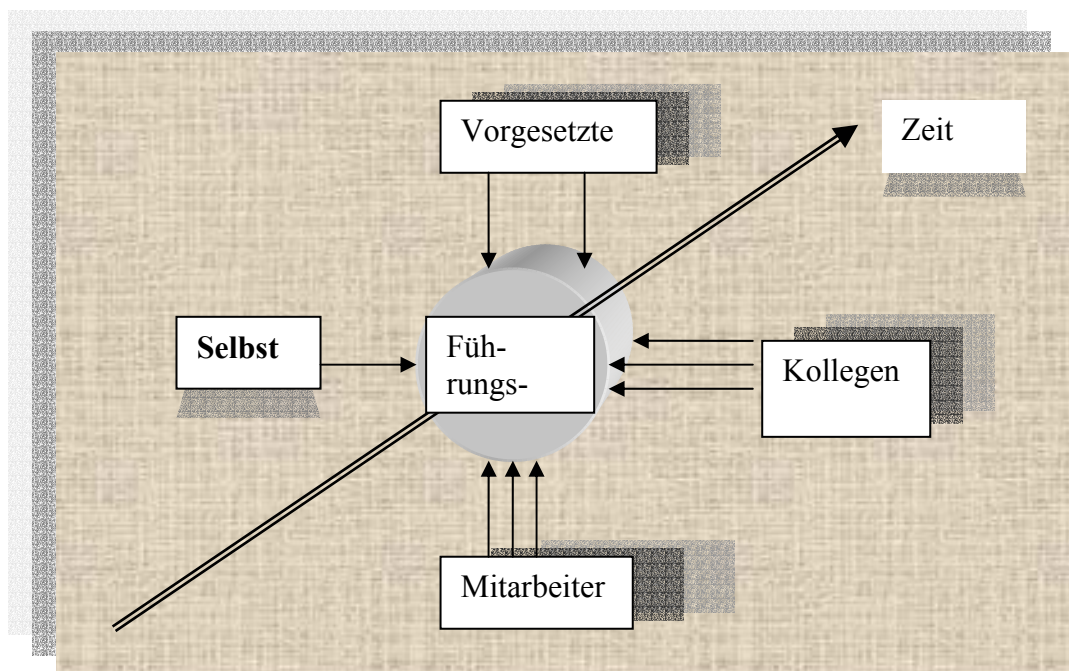 Vorgesetzte
Zeit
Selbst
Füh-
rungs-
Kollegen
Mitarbeiter